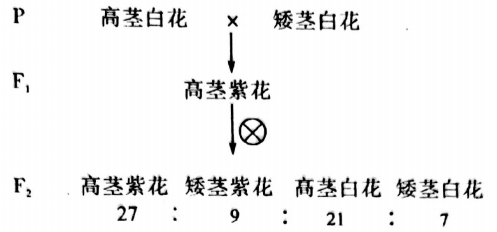 P 高茎白花 × 矮茎白花
F₁ 高茎紫花
F₂ 高茎紫花 矮茎紫花 高茎白花 矮茎白花
27 : 9 : 21 : 7